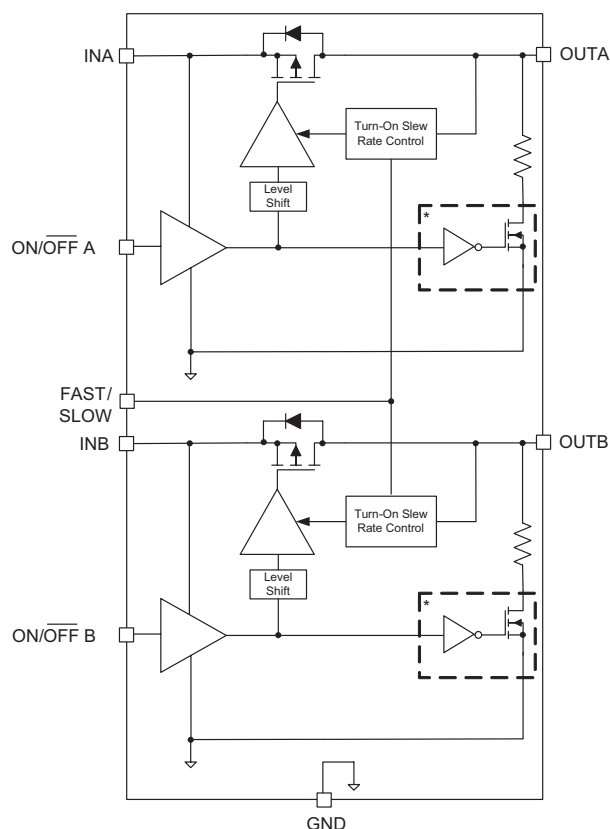 INA
OUTA
Turn-On Slew
Rate Control
Level
Shift
*
ON/OFF A
FAST/
SLOW
INB
OUTB
Turn-On Slew
Rate Control
Level
Shift
*
ON/OFF B
GND